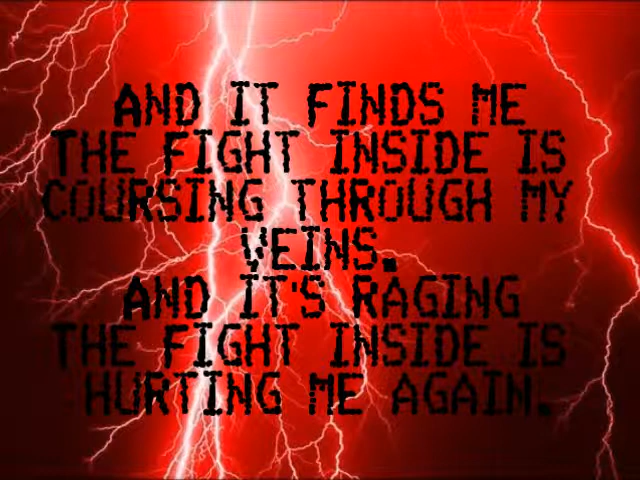 AND IT FINDS ME
THE FIGHT INSIDE IS
COURSING THROUGH MY
VEINS.
AND IT'S RAGING
THE FIGHT INSIDE IS
HURTING ME AGAIN.